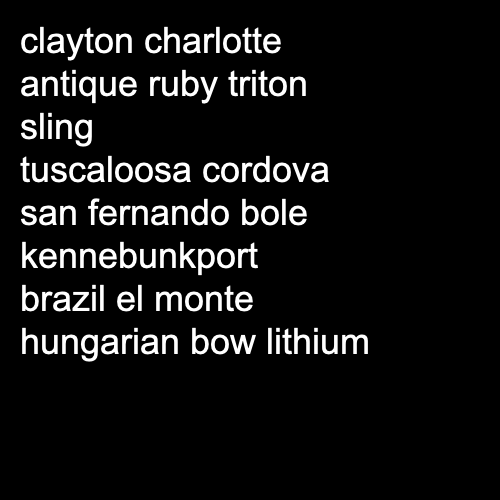 clayton charlotte
antique ruby triton
sling
tuscaloosa cordova
san fernando bole
kennebunkport
brazil el monte
hungarian bow lithium